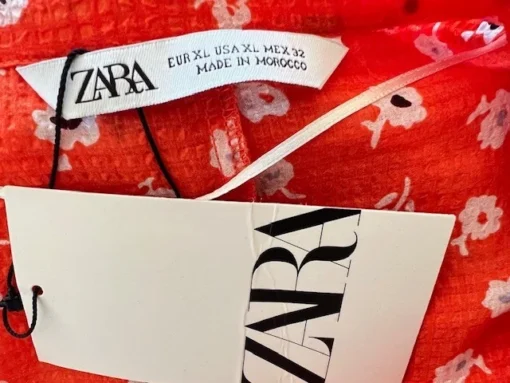 ZARA
EUR XL USA XL MEX 32
MADE IN MOROCCO
ZARA